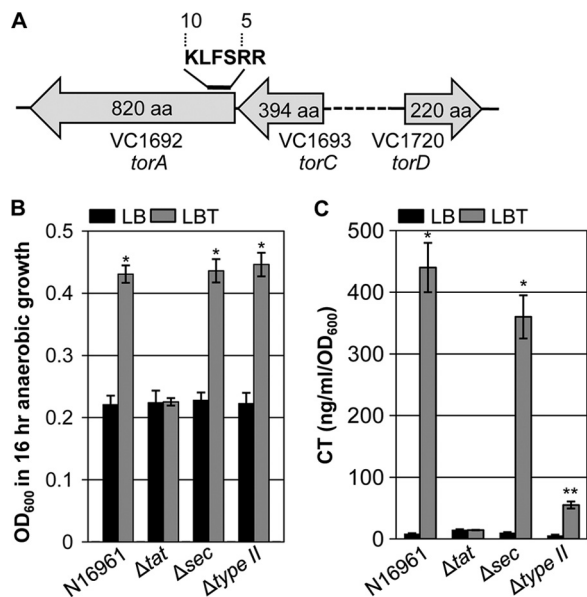 A
10 5
KLFSRR
820 aa 394 aa 220 aa
VC1692 VC1693 VC1720
torA torC torD
B
LB LBT
OD600 in 16 hr anaerobic growth
0.5
0.4
0.3
0.2
0.1
0
* * *
N16961 Δtat Δsec Δtype II
C
LB LBT
CT (ng/ml/OD600)
500
400
300
200
100
0
* * **
N16961 Δtat Δsec Δtype II